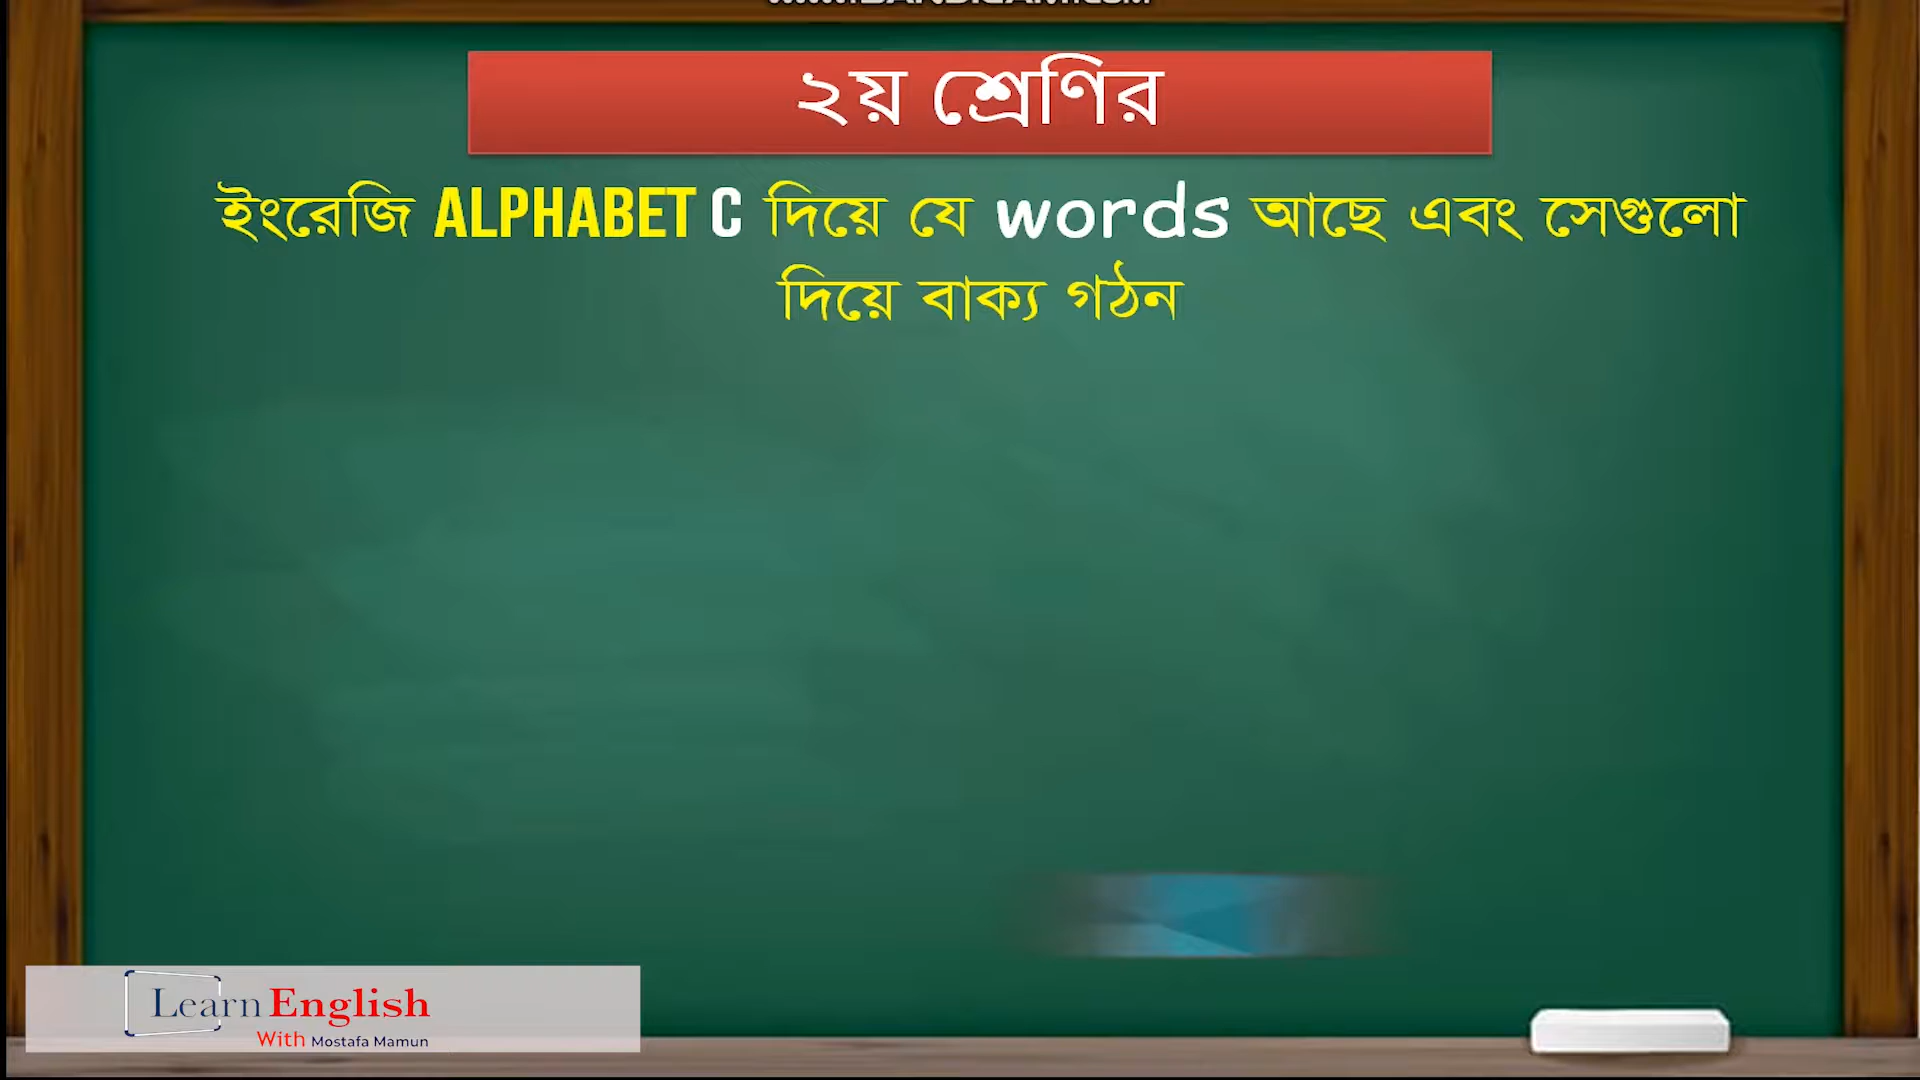 ২য় শ্রেণির
ইংরেজি ALPHABET C দিয়ে যে words আছে এবং সেগুলো
দিয়ে বাক্য গঠন
Learn English
With Mostafa Mamun